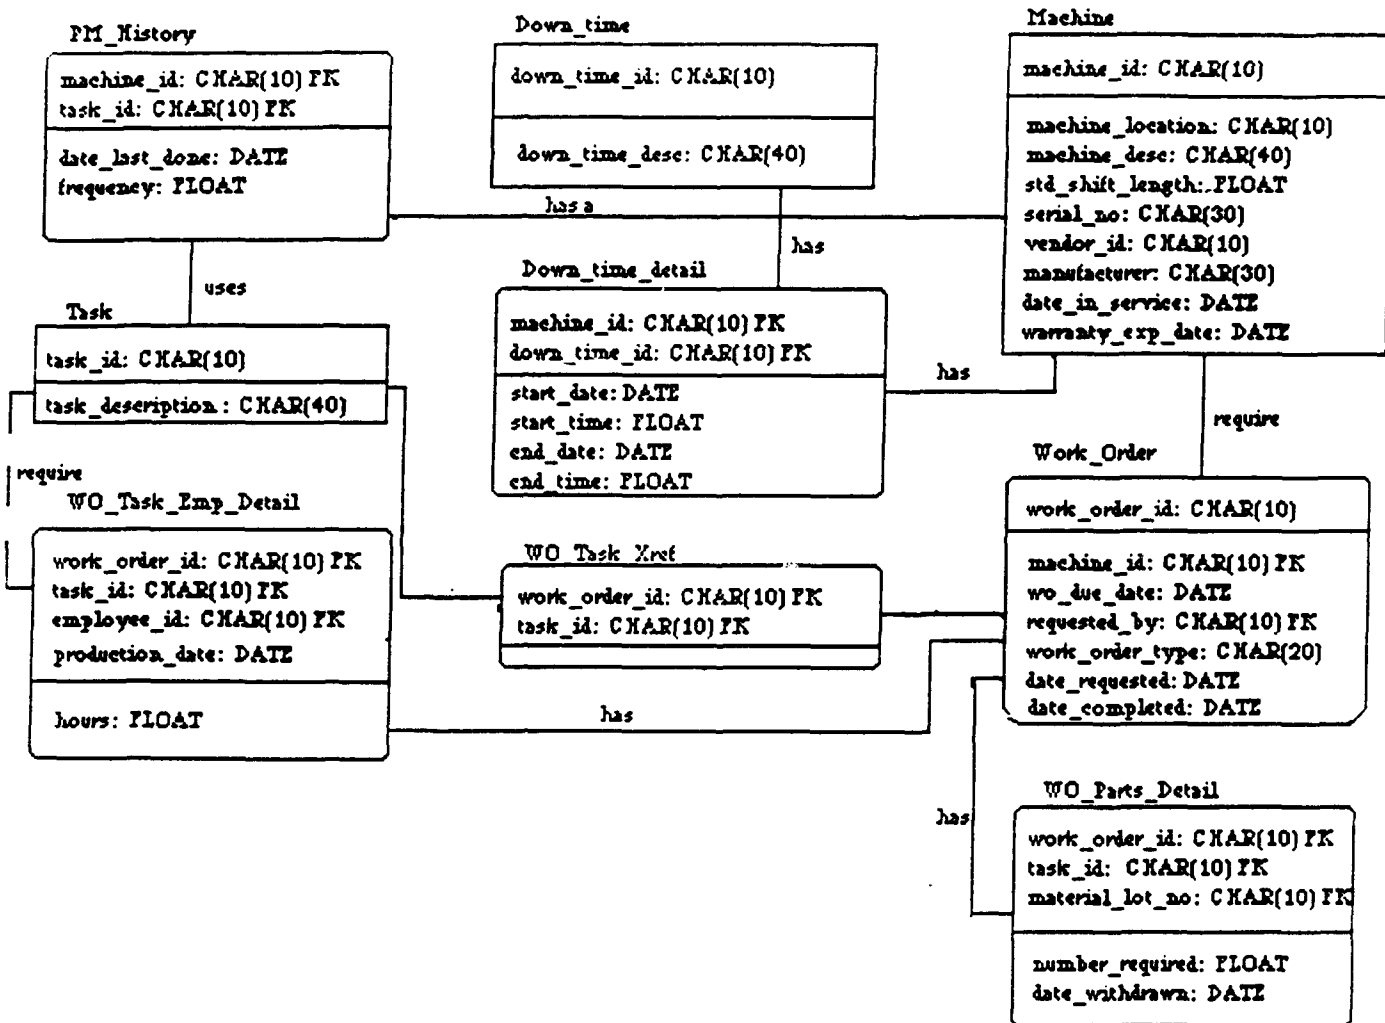 PM_History
machine_id: CHAR(10) FK
task_id: CHAR(10) FK
date_last_done: DATE
frequency: FLOAT
Down_time
down_time_id: CHAR(10)
down_time_desc: CHAR(40)
Machine
machine_id: CHAR(10)
machine_location: CHAR(10)
machine_desc: CHAR(40)
std_shift_length: FLOAT
serial_no: CHAR(30)
vendor_id: CHAR(10)
manufacturer: CHAR(30)
date_in_service: DATE
warranty_exp_date: DATE
has a
has
uses
Task
task_id: CHAR(10)
task_description: CHAR(40)
Down_time_detail
machine_id: CHAR(10) FK
down_time_id: CHAR(10) FK
start_date: DATE
start_time: FLOAT
end_date: DATE
end_time: FLOAT
has
require
require
WO_Task_Emp_Detail
work_order_id: CHAR(10) FK
task_id: CHAR(10) FK
employee_id: CHAR(10) FK
production_date: DATE
hours: FLOAT
WO_Task_Xref
work_order_id: CHAR(10) FK
task_id: CHAR(10) FK
has
Work_Order
work_order_id: CHAR(10)
machine_id: CHAR(10) FK
wo_due_date: DATE
requested_by: CHAR(10) FK
work_order_type: CHAR(20)
date_requested: DATE
date_completed: DATE
has
WO_Parts_Detail
work_order_id: CHAR(10) FK
task_id: CHAR(10) FK
material_lot_no: CHAR(10) FK
number_required: FLOAT
date_withdrawn: DATE